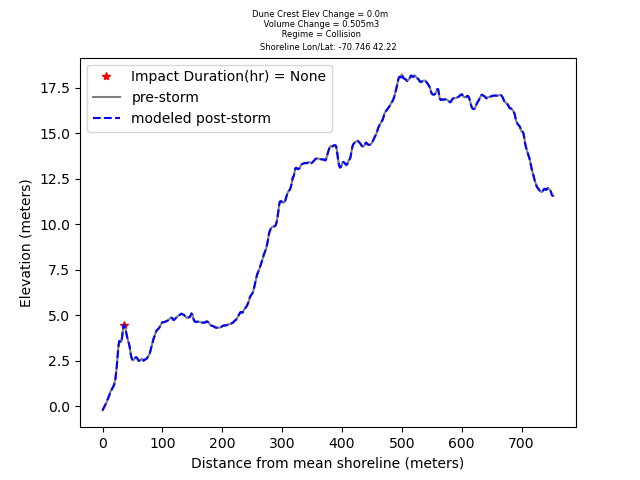 Dune Crest Elev Change = 0.0m
Volume Change = 0.505m3
Regime = Collision
Shoreline Lon/Lat: -70.746 42.22
Impact Duration(hr) = None
pre-storm
modeled post-storm
Elevation (meters)
17.5
15.0
12.5
10.0
7.5
5.0
2.5
0.0
0 100 200 300 400 500 600 700
Distance from mean shoreline (meters)